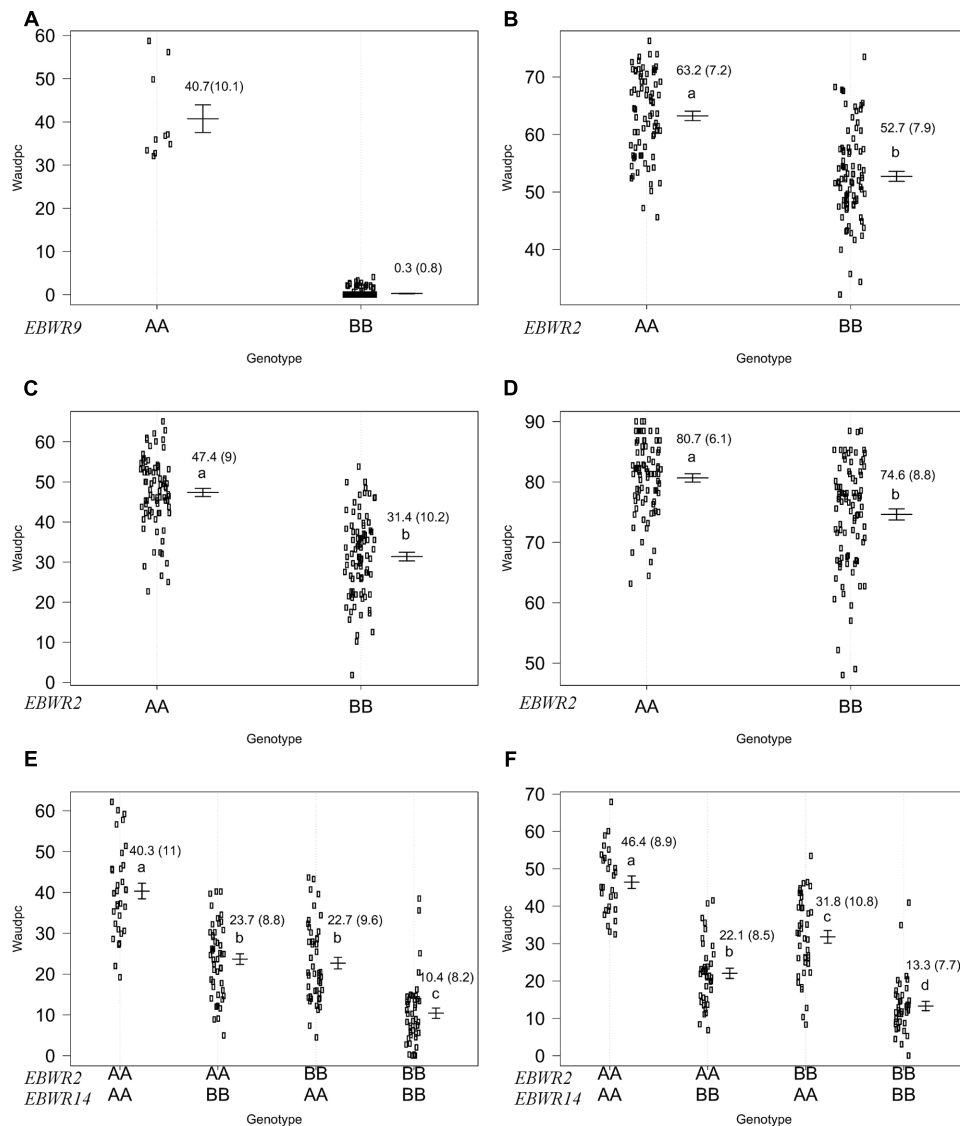 A
60
50
40
30
20
10
0
Waudpc
40.7(10.1)
0.3 (0.8)
EBWR9
AA BB
Genotype
B
70
60
50
40
Waudpc
63.2 (7.2)
a
52.7 (7.9)
b
EBWR2
AA BB
Genotype
C
60
50
40
30
20
10
0
Waudpc
47.4 (9)
a
31.4 (10.2)
b
EBWR2
AA BB
Genotype
D
90
80
70
60
50
Waudpc
80.7 (6.1)
a
74.6 (8.8)
b
EBWR2
AA BB
Genotype
E
60
50
40
30
20
10
0
Waudpc
40.3 (11)
a
23.7 (8.8)
b
22.7 (9.6)
b
10.4 (8.2)
c
EBWR2 AA AA BB BB
EBWR14 AA BB AA BB
Genotype
F
70
60
50
40
30
20
10
0
Waudpc
46.4 (8.9)
a
22.1 (8.5)
b
31.8 (10.8)
c
13.3 (7.7)
d
EBWR2 AA AA BB BB
EBWR14 AA BB AA BB
Genotype